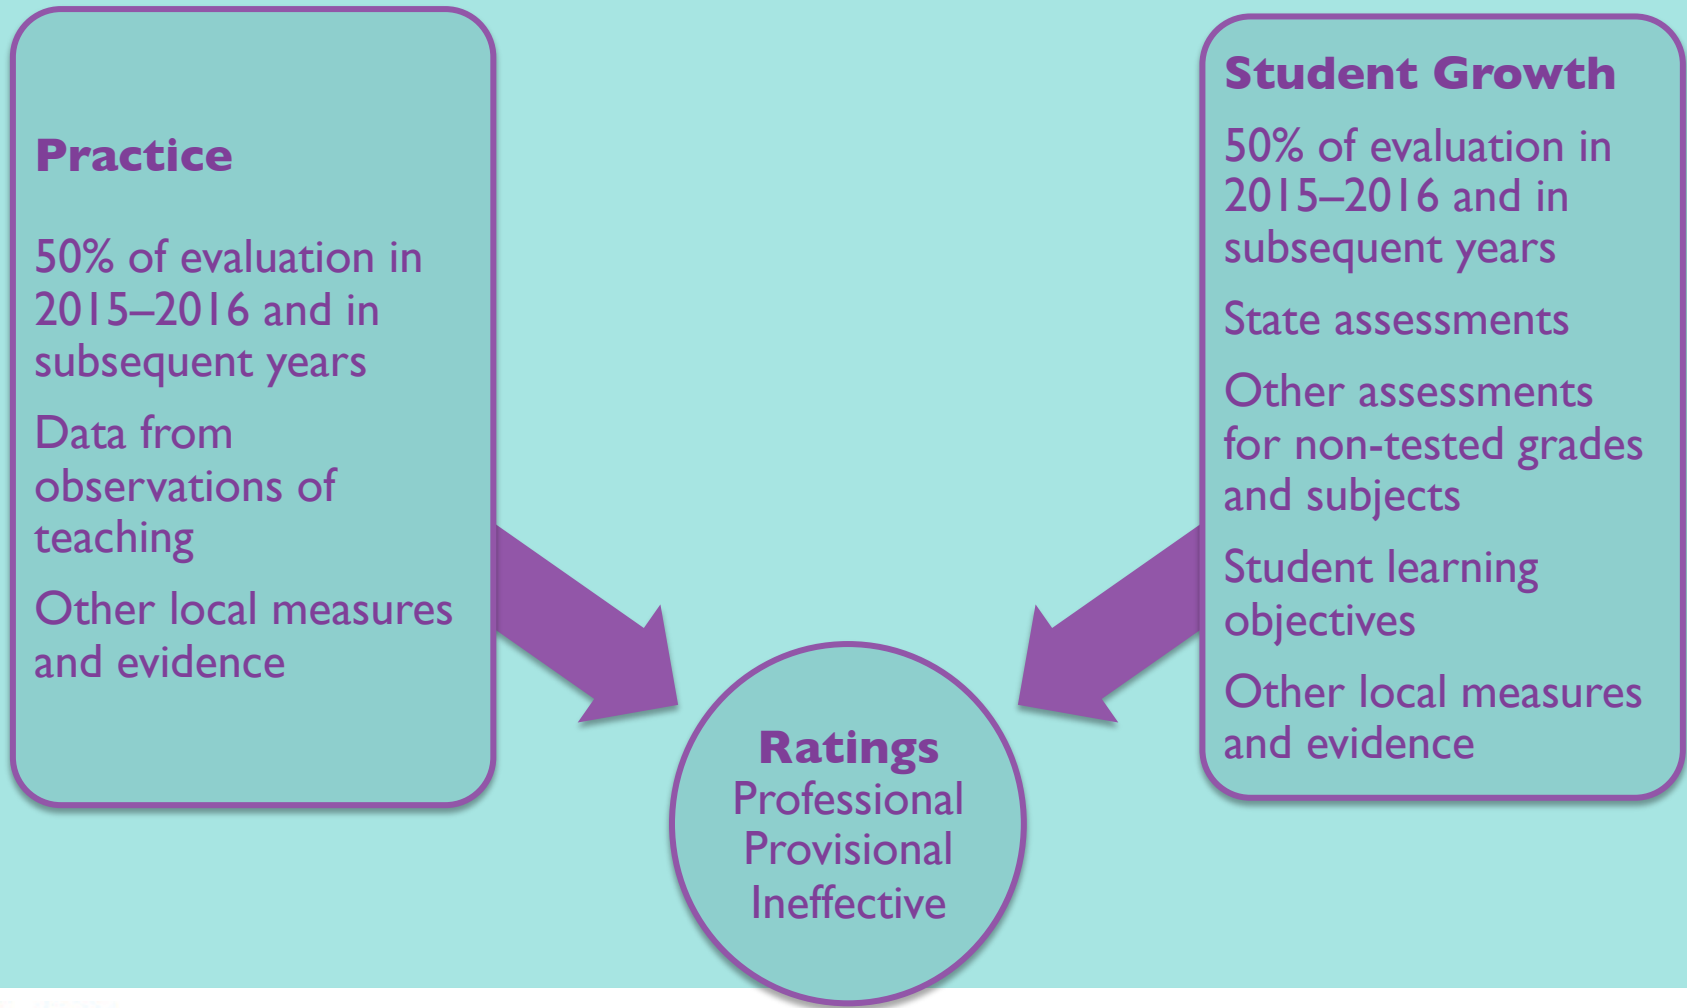 Practice
50% of evaluation in
2015–2016 and in
subsequent years
Data from
observations of
teaching
Other local measures
and evidence
Student Growth
50% of evaluation in
2015–2016 and in
subsequent years
State assessments
Other assessments
for non-tested grades
and subjects
Student learning
objectives
Other local measures
and evidence
Ratings
Professional
Provisional
Ineffective